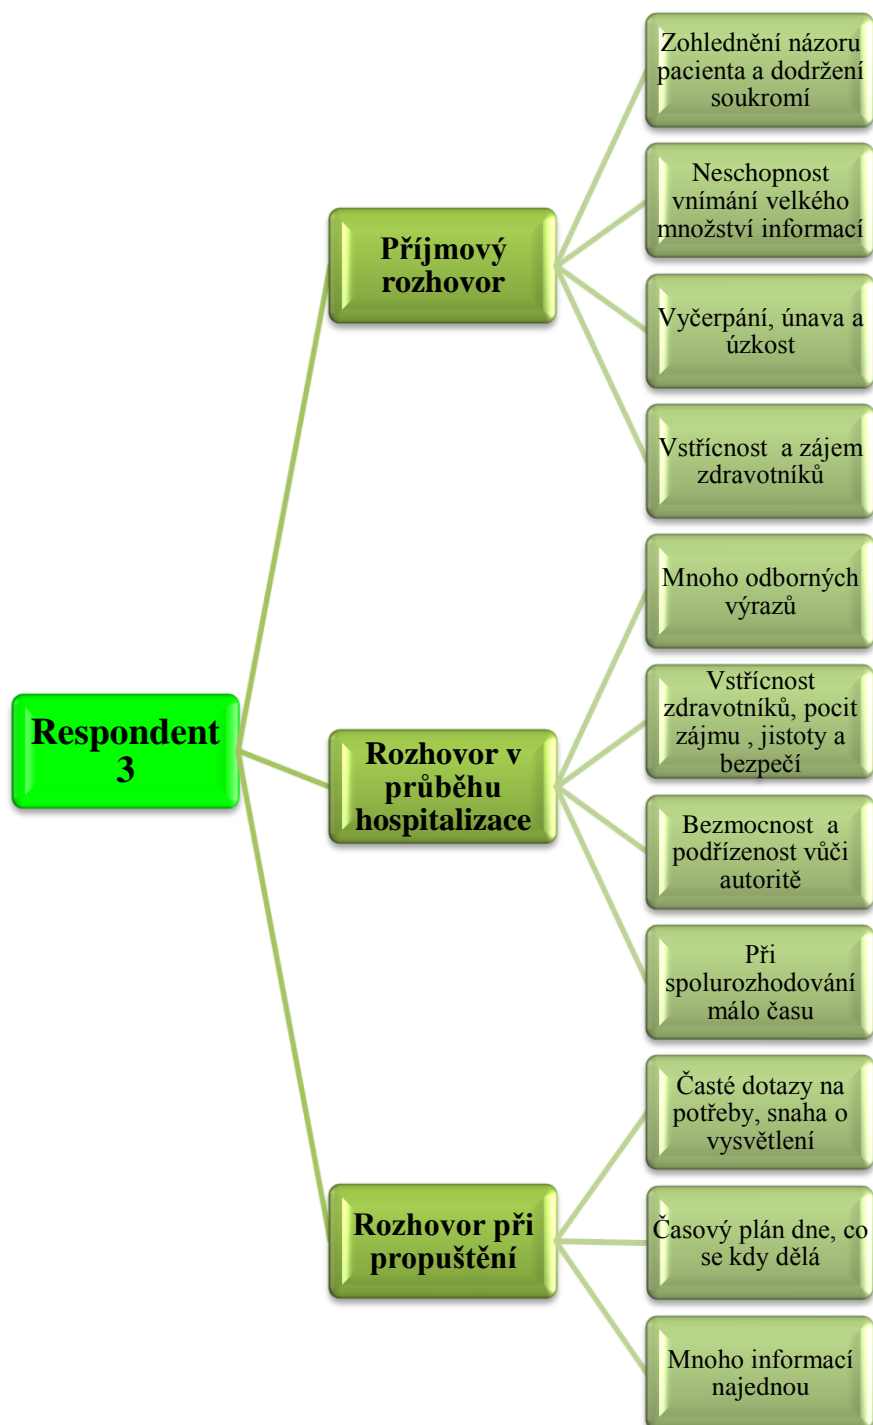 Respondent
3
Příjmový
rozhovor
Zohlednění názoru
pacienta a dodržení
soukromí
Neschopnost
vnímání velkého
množství informací
Vyčerpání, únava a
úzkost
Vstřícnost a zájem
zdravotníků
Rozhovor v
průběhu
hospitalizace
Mnoho odborných
výrazů
Vstřícnost
zdravotníků, pocit
zájmu , jistoty a
bezpečí
Bezmocnost a
podřízenost vůči
autoritě
Při
spolurozhodování
málo času
Rozhovor při
propuštění
Časté dotazy na
potřeby, snaha o
vysvětlení
Časový plán dne, co
se kdy dělá
Mnoho informací
najednou